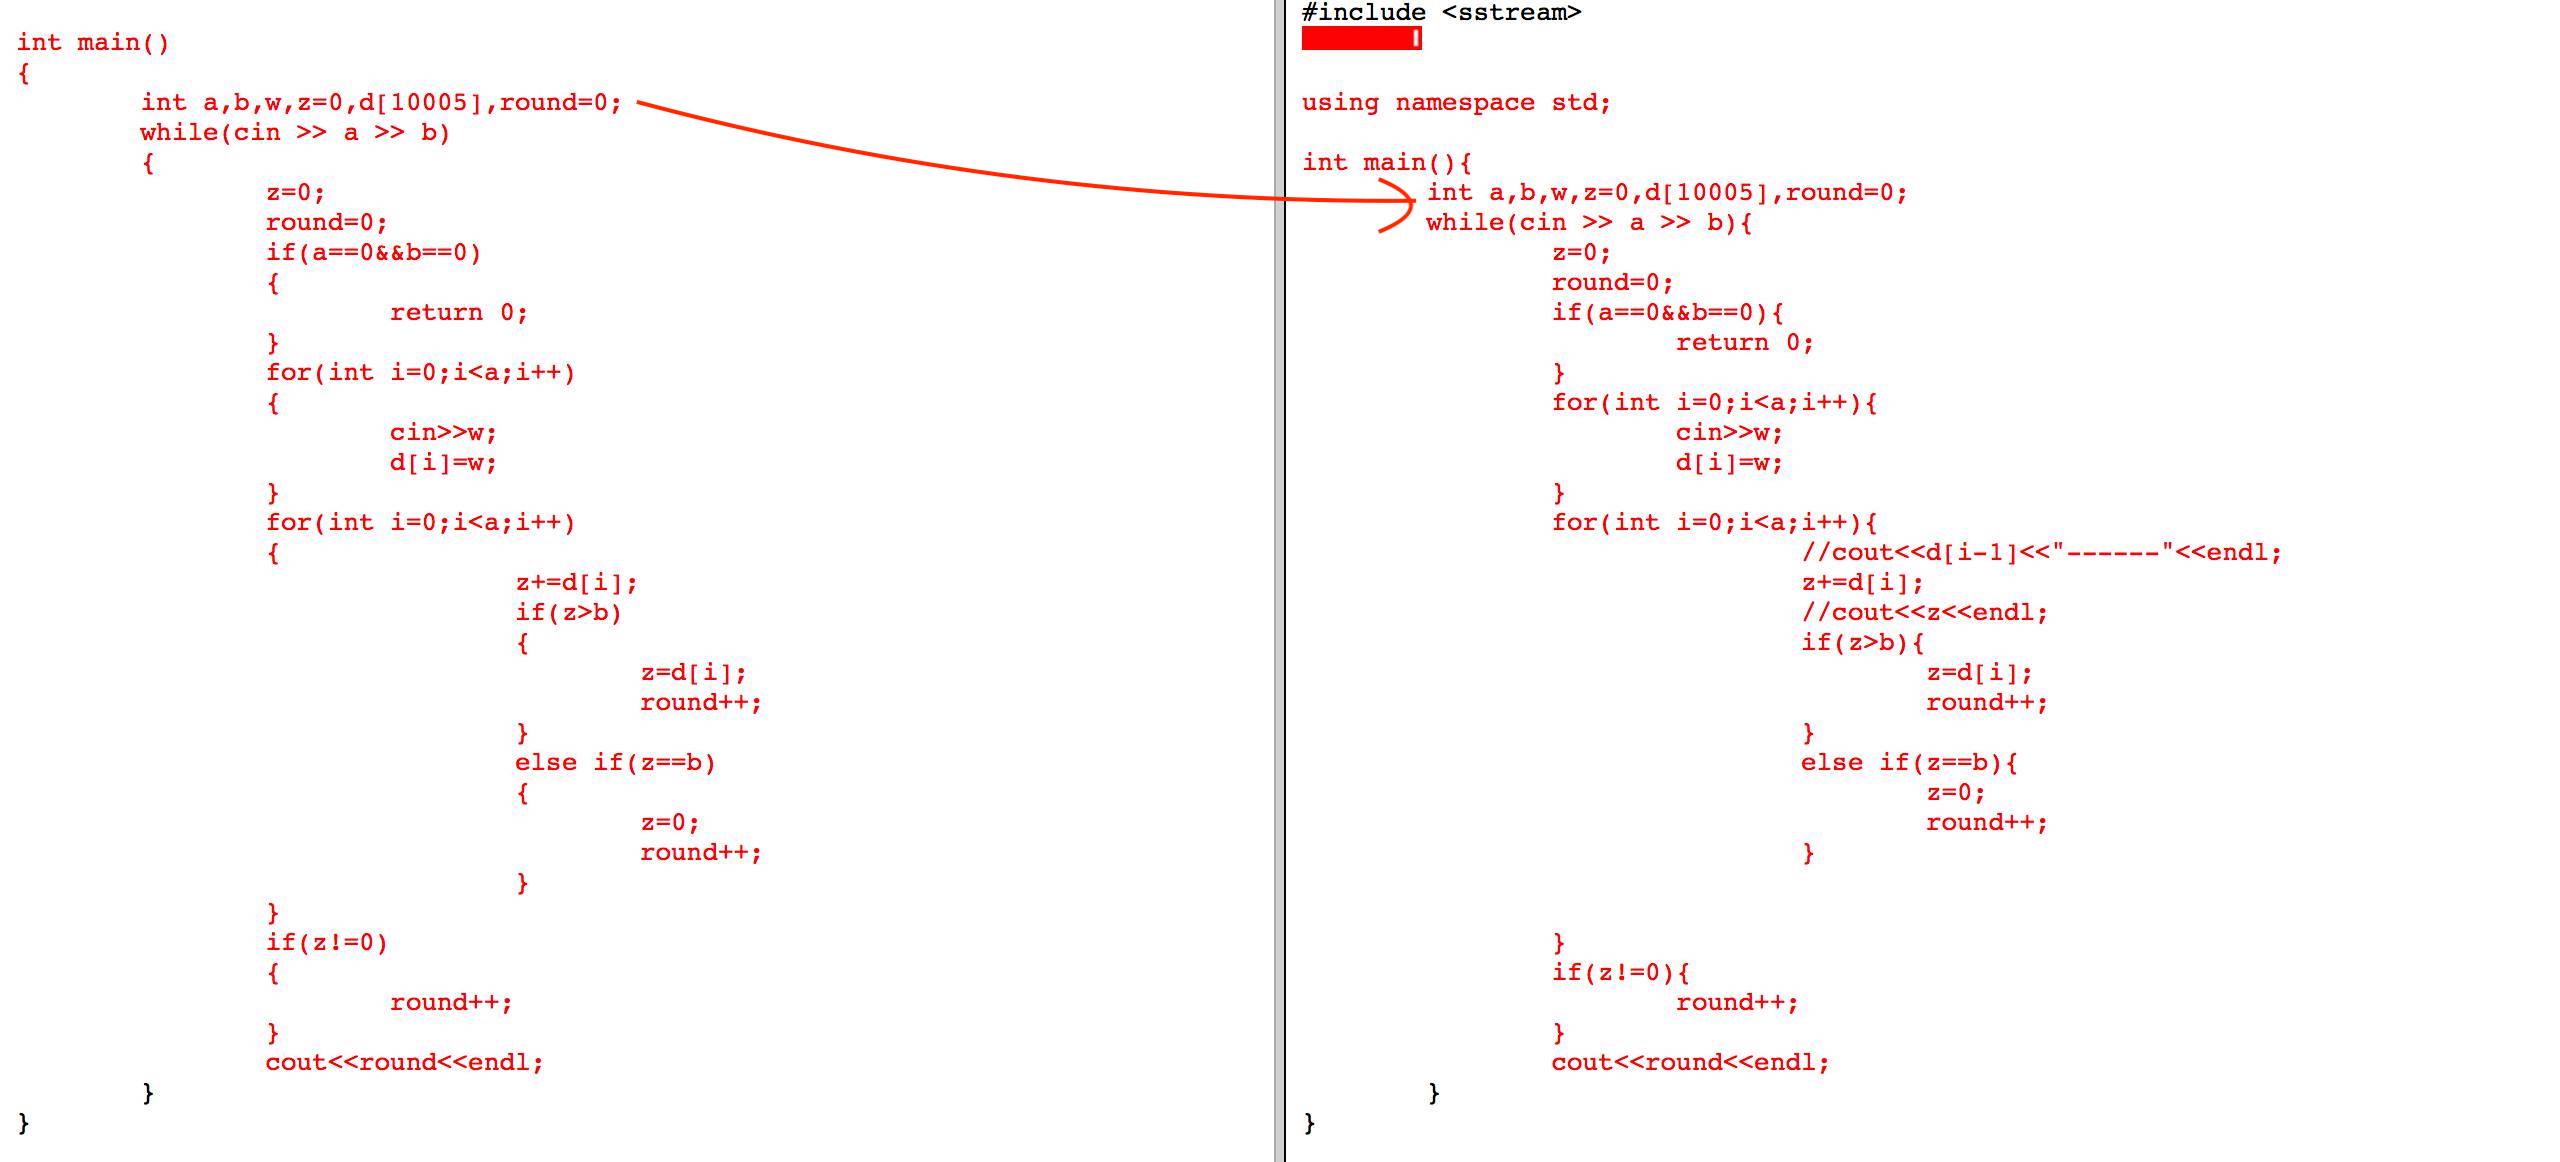 int main()
{
        int a,b,w,z=0,d[10005],round=0;
        while(cin >> a >> b)
        {
                z=0;
                round=0;
                if(a==0&&b==0)
                {
                        return 0;
                }
                for(int i=0;i<a;i++)
                {
                        cin>>w;
                        d[i]=w;
                }
                for(int i=0;i<a;i++)
                {
                                z+=d[i];
                                if(z>b)
                                {
                                        z=d[i];
                                        round++;
                                }
                                else if(z==b)
                                {
                                        z=0;
                                        round++;
                                }
                }
                if(z!=0)
                {
                        round++;
                }
                cout<<round<<endl;
        }
}
#include <sstream>
using namespace std;
int main(){
        int a,b,w,z=0,d[10005],round=0;
        while(cin >> a >> b){
                z=0;
                round=0;
                if(a==0&&b==0){
                        return 0;
                }
                for(int i=0;i<a;i++){
                        cin>>w;
                        d[i]=w;
                }
                for(int i=0;i<a;i++){
                                //cout<<d[i-1]<<"------"<<endl;
                                z+=d[i];
                                //cout<<z<<endl;
                                if(z>b){
                                        z=d[i];
                                        round++;
                                }
                                else if(z==b){
                                        z=0;
                                        round++;
                                }
                }
                if(z!=0){
                        round++;
                }
                cout<<round<<endl;
        }
}